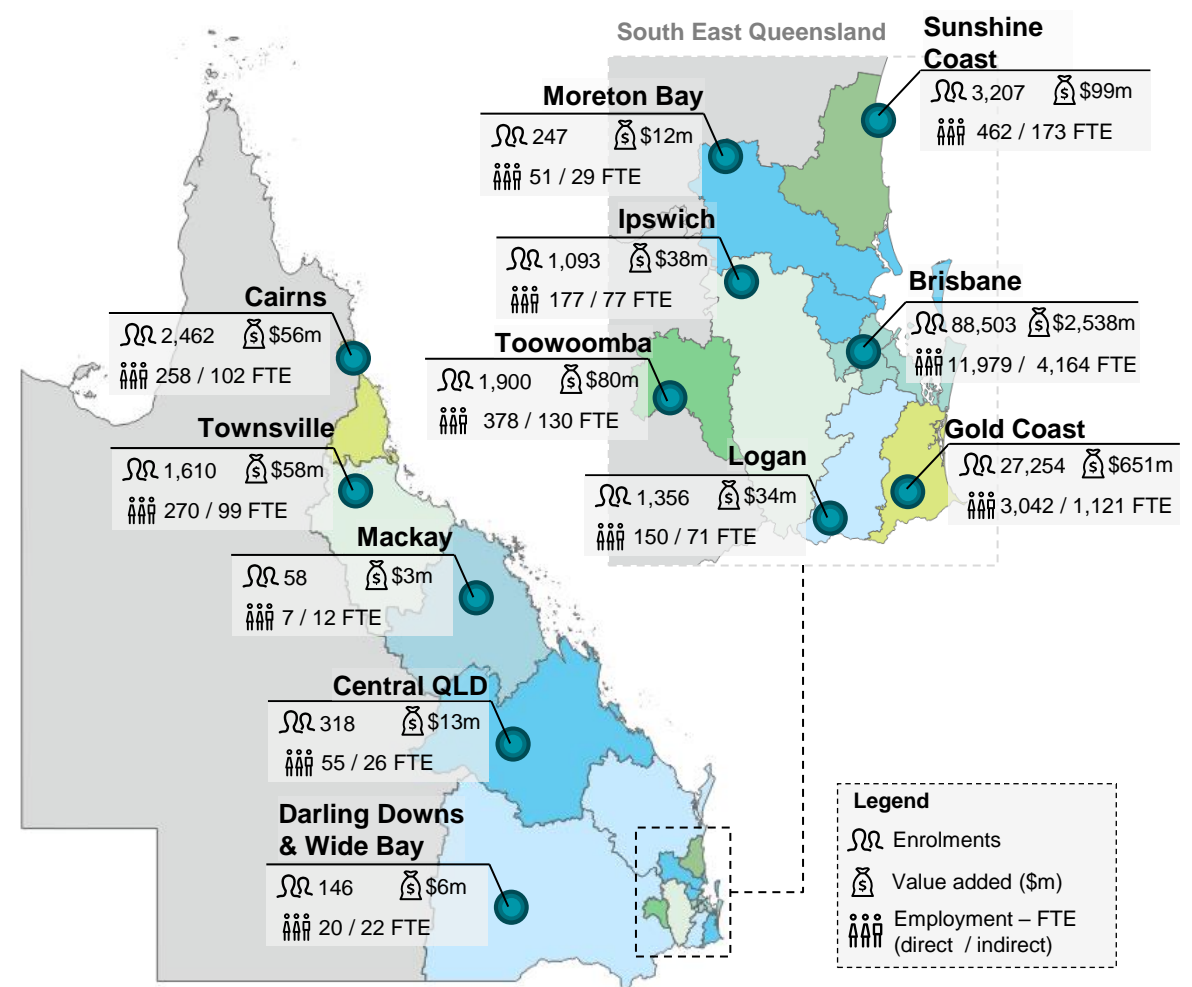 South East Queensland
Sunshine
Coast
3,207 $99m
462 / 173 FTE
Moreton Bay
247 $12m
51 / 29 FTE
Ipswich
1,093 $38m
177 / 77 FTE
Brisbane
88,503 $2,538m
11,979 / 4,164 FTE
Cairns
2,462 $56m
258 / 102 FTE
Toowoomba
1,900 $80m
378 / 130 FTE
Townsville
1,610 $58m
270 / 99 FTE
Logan
1,356 $34m
150 / 71 FTE
Gold Coast
27,254 $651m
3,042 / 1,121 FTE
Mackay
58 $3m
7 / 12 FTE
Central QLD
318 $13m
55 / 26 FTE
Darling Downs
& Wide Bay
146 $6m
20 / 22 FTE
Legend
Enrolments
Value added ($m)
Employment – FTE
(direct / indirect)